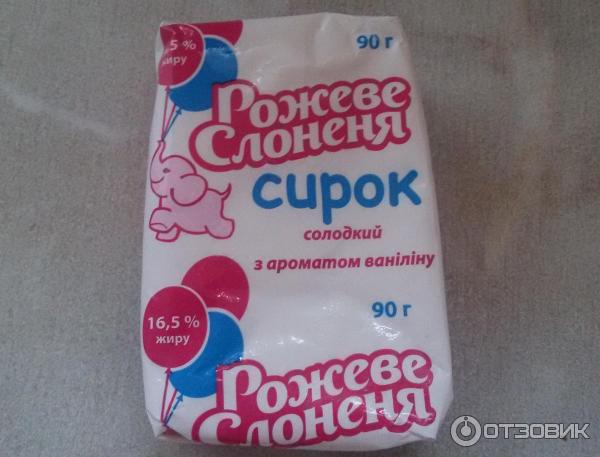 ,5 %
жиру
90 г
Рожеве
Слоненя
сирок
солодкий
з ароматом ваніліну
90 г
16,5 %
жиру
Рожеве
Слоненя
ОТЗОВИК